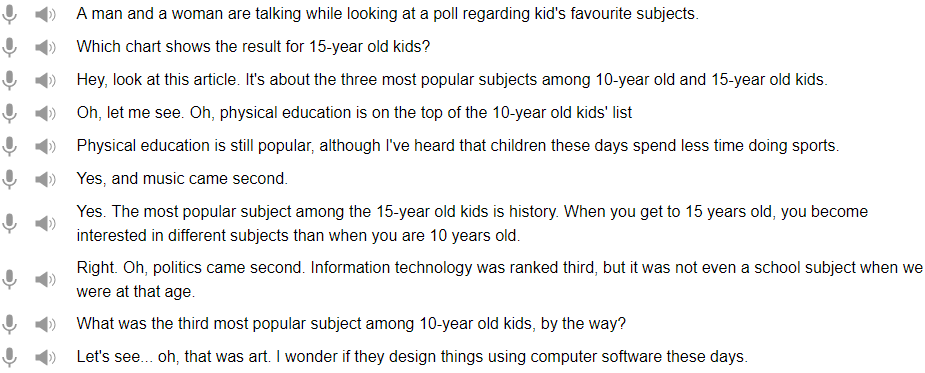 A man and a woman are talking while looking at a poll regarding kid's favourite subjects.
Which chart shows the result for 15-year old kids?
Hey, look at this article. It's about the three most popular subjects among 10-year old and 15-year old kids.
Oh, let me see. Oh, physical education is on the top of the 10-year old kids' list
Physical education is still popular, although I've heard that children these days spend less time doing sports.
Yes, and music came second.
Yes. The most popular subject among the 15-year old kids is history. When you get to 15 years old, you become
interested in different subjects than when you are 10 years old.
Right. Oh, politics came second. Information technology was ranked third, but it was not even a school subject when we
were at that age.
What was the third most popular subject among 10-year old kids, by the way?
Let's see... oh, that was art. I wonder if they design things using computer software these days.